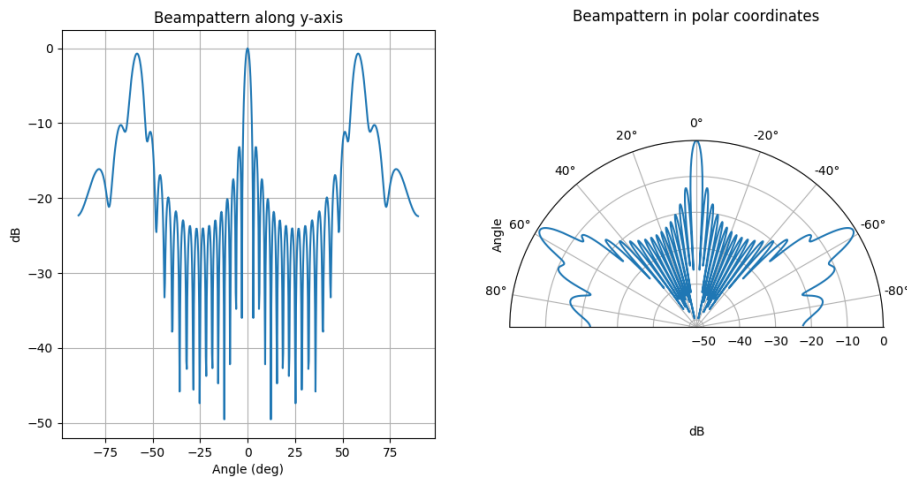 Beampattern along y-axis
0
−10
−20
−30
−40
−50
dB
−75 −50 −25 0 25 50 75
Angle (deg)
Beampattern in polar coordinates
0°
20° -20°
40° -40°
60° -60°
80° -80°
Angle
−50 −40 −30 −20 −10 0
dB